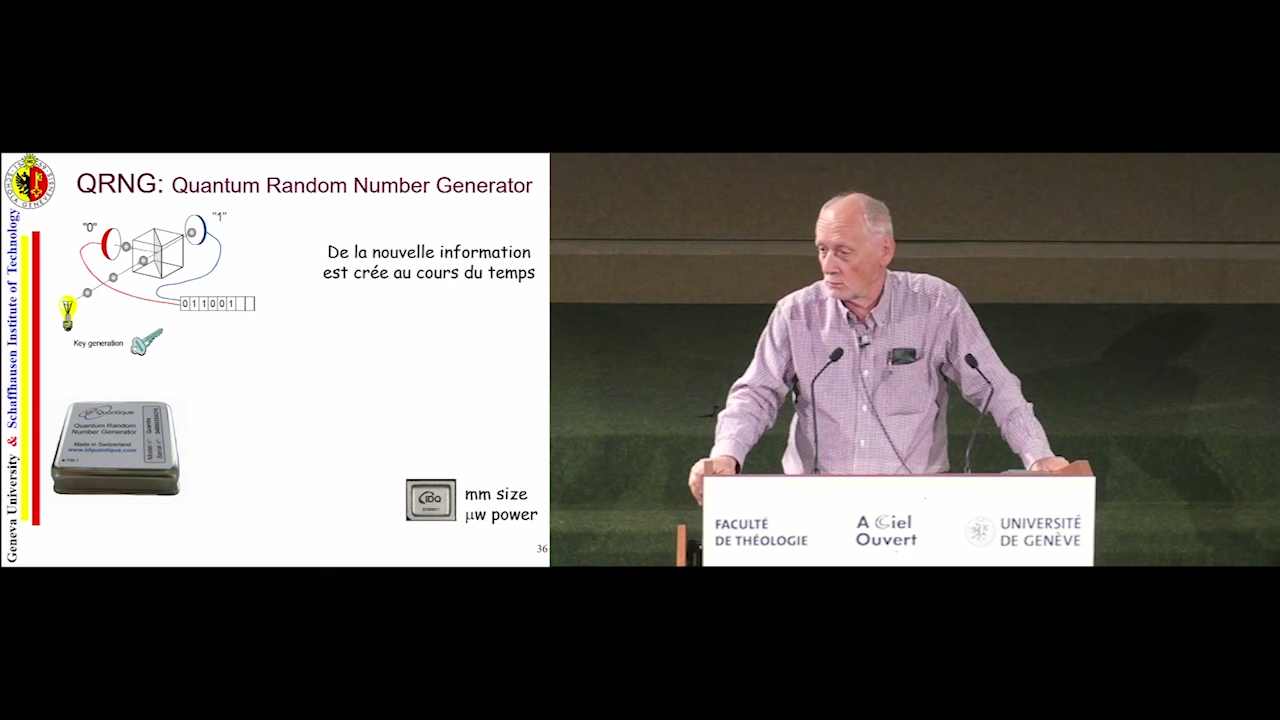 QRNG: Quantum Random Number Generator
"0"
"1"
De la nouvelle information
est crée au cours du temps
0 1 1 0 0 1
Key generation
Quantique
Quantum Random
Number Generator
Made in Switzerland
www.idquantique.com
IDQ
mm size
μw power
36
Geneva University & Schaffhausen Institute of Technology
FACULTÉ
DE THÉOLOGIE
A Ciel
Ouvert
UNIVERSITÉ
DE GENÈVE